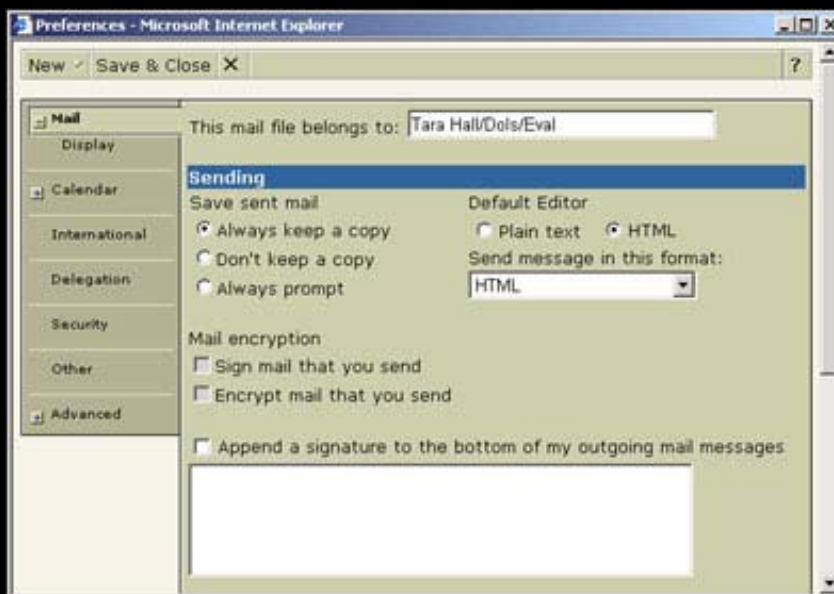 Preferences - Microsoft Internet Explorer
New Save & Close X ?
Mail
Display
Calendar
International
Delegation
Security
Other
Advanced
This mail file belongs to: Tara Hall/Dols/Eval
Sending
Save sent mail
Always keep a copy
Don't keep a copy
Always prompt
Default Editor
Plain text HTML
Send message in this format:
HTML
Mail encryption
Sign mail that you send
Encrypt mail that you send
Append a signature to the bottom of my outgoing mail messages